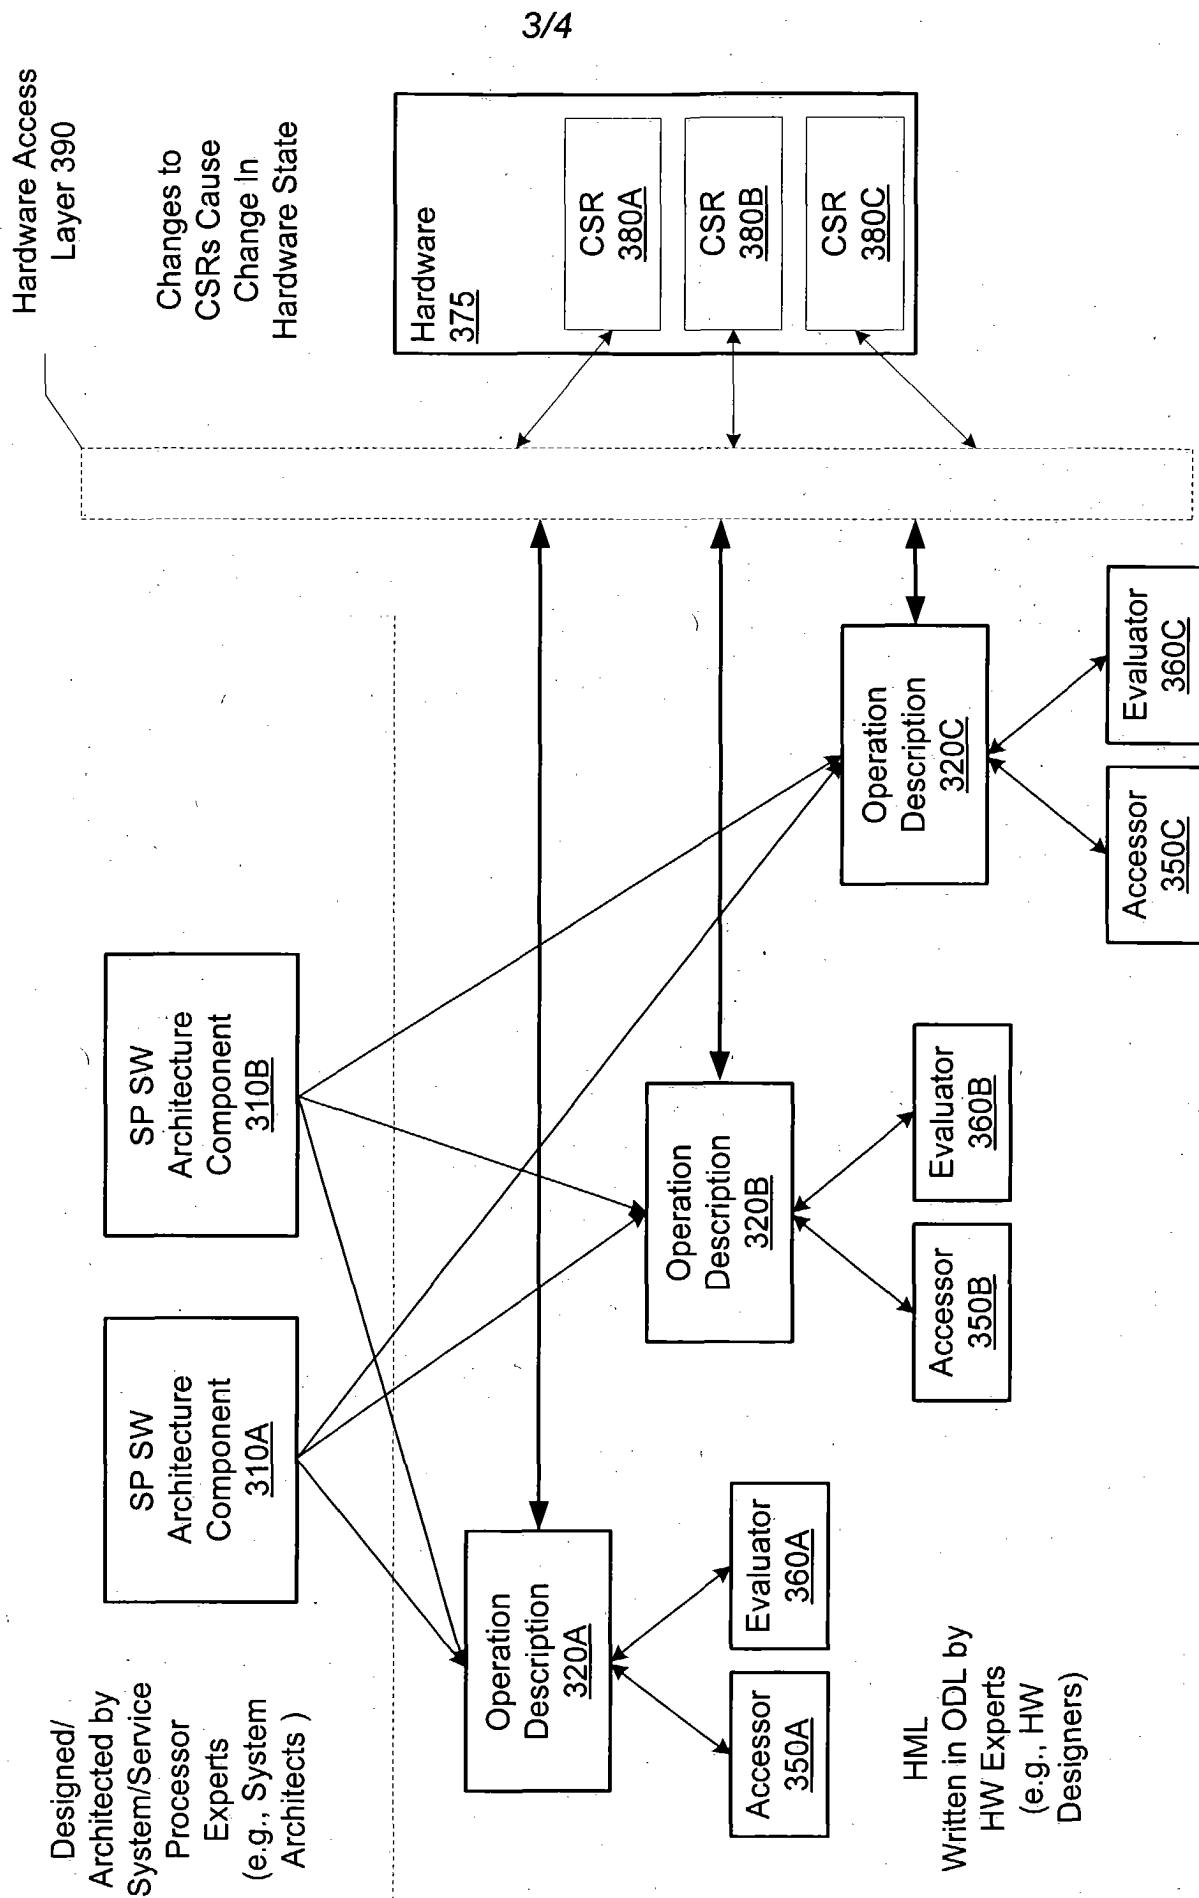 3/4
Designed/
Architected by
System/Service
Processor
Experts
(e.g., System
Architects )
SP SW
Architecture
Component
310A
SP SW
Architecture
Component
310B
Hardware Access
Layer 390
Changes to
CSRs Cause
Change In
Hardware State
Hardware
375
CSR
380A
CSR
380B
CSR
380C
Operation
Description
320A
Accessor
350A
Evaluator
360A
Operation
Description
320B
Accessor
350B
Evaluator
360B
Operation
Description
320C
Accessor
350C
Evaluator
360C
HML
Written in ODL by
HW Experts
(e.g., HW
Designers)